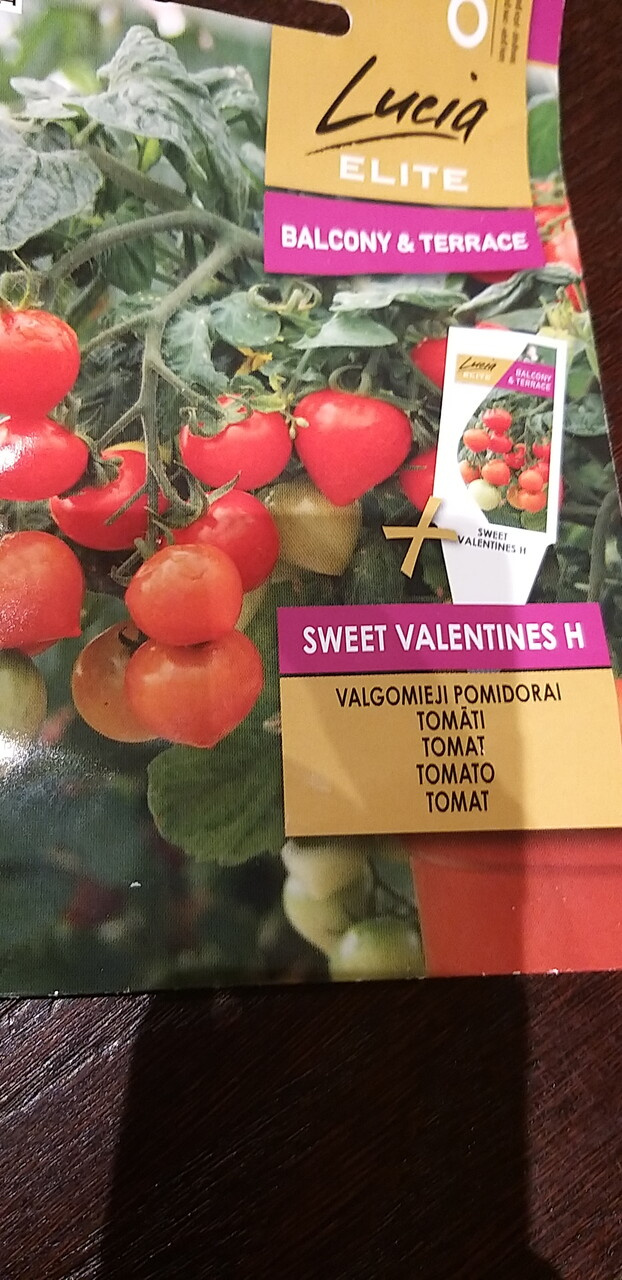 Lucia
ELITE
BALCONY & TERRACE
Lucia
ELITE
BALCONY
& TERRACE
SWEET
VALENTINES H
SWEET VALENTINES H
VALGOMIEJI POMIDORAI
TOMĀTI
TOMAT
TOMATO
TOMAT